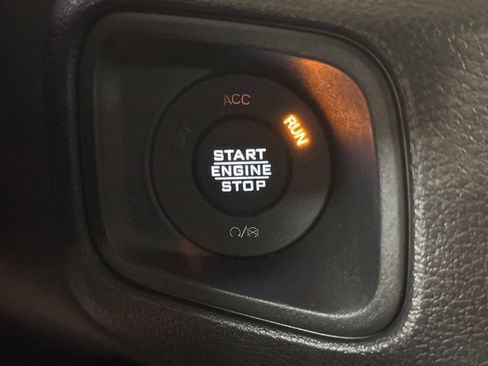 ACC
OFF
RUN
START
ENGINE
STOP